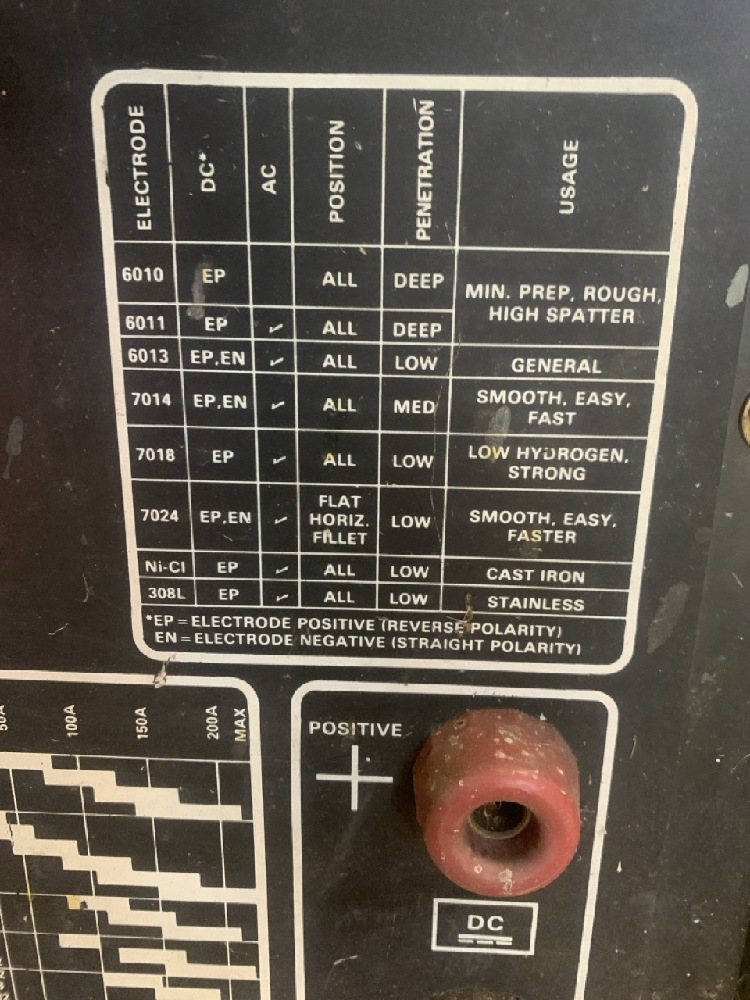 ELECTRODE DC* AC POSITION PENETRATION USAGE
6010 EP ALL DEEP MIN. PREP, ROUGH,
HIGH SPATTER
6011 EP ✓ ALL DEEP
6013 EP,EN ✓ ALL LOW GENERAL
7014 EP,EN ✓ ALL MED SMOOTH, EASY,
FAST
7018 EP ✓ ALL LOW LOW HYDROGEN,
STRONG
FLAT
7024 EP,EN ✓ HORIZ. LOW SMOOTH, EASY,
FILLET FASTER
Ni-Cl EP ✓ ALL LOW CAST IRON
308L EP ✓ ALL LOW STAINLESS
*EP = ELECTRODE POSITIVE (REVERSE POLARITY)
EN = ELECTRODE NEGATIVE (STRAIGHT POLARITY)
50A 100A 150A 200A MAX
POSITIVE
+
DC